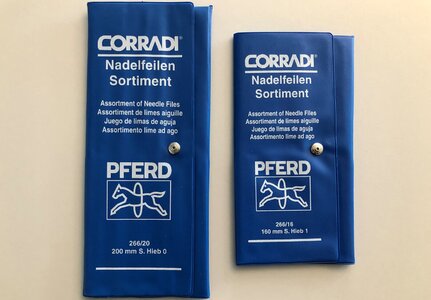 CORRADI
Nadelfeilen
Sortiment
Assortment of Needle Files
Assortiment de limes aiguille
Juego de limas de aguja
Assortimento lime ad ago
PFERD
266/20
200 mm S. Hieb 0
CORRADI
Nadelfeilen
Sortiment
Assortment of Needle Files
Assortiment de limes aiguille
Juego de limas de aguja
Assortimento lime ad ago
PFERD
266/16
160 mm S. Hieb 1